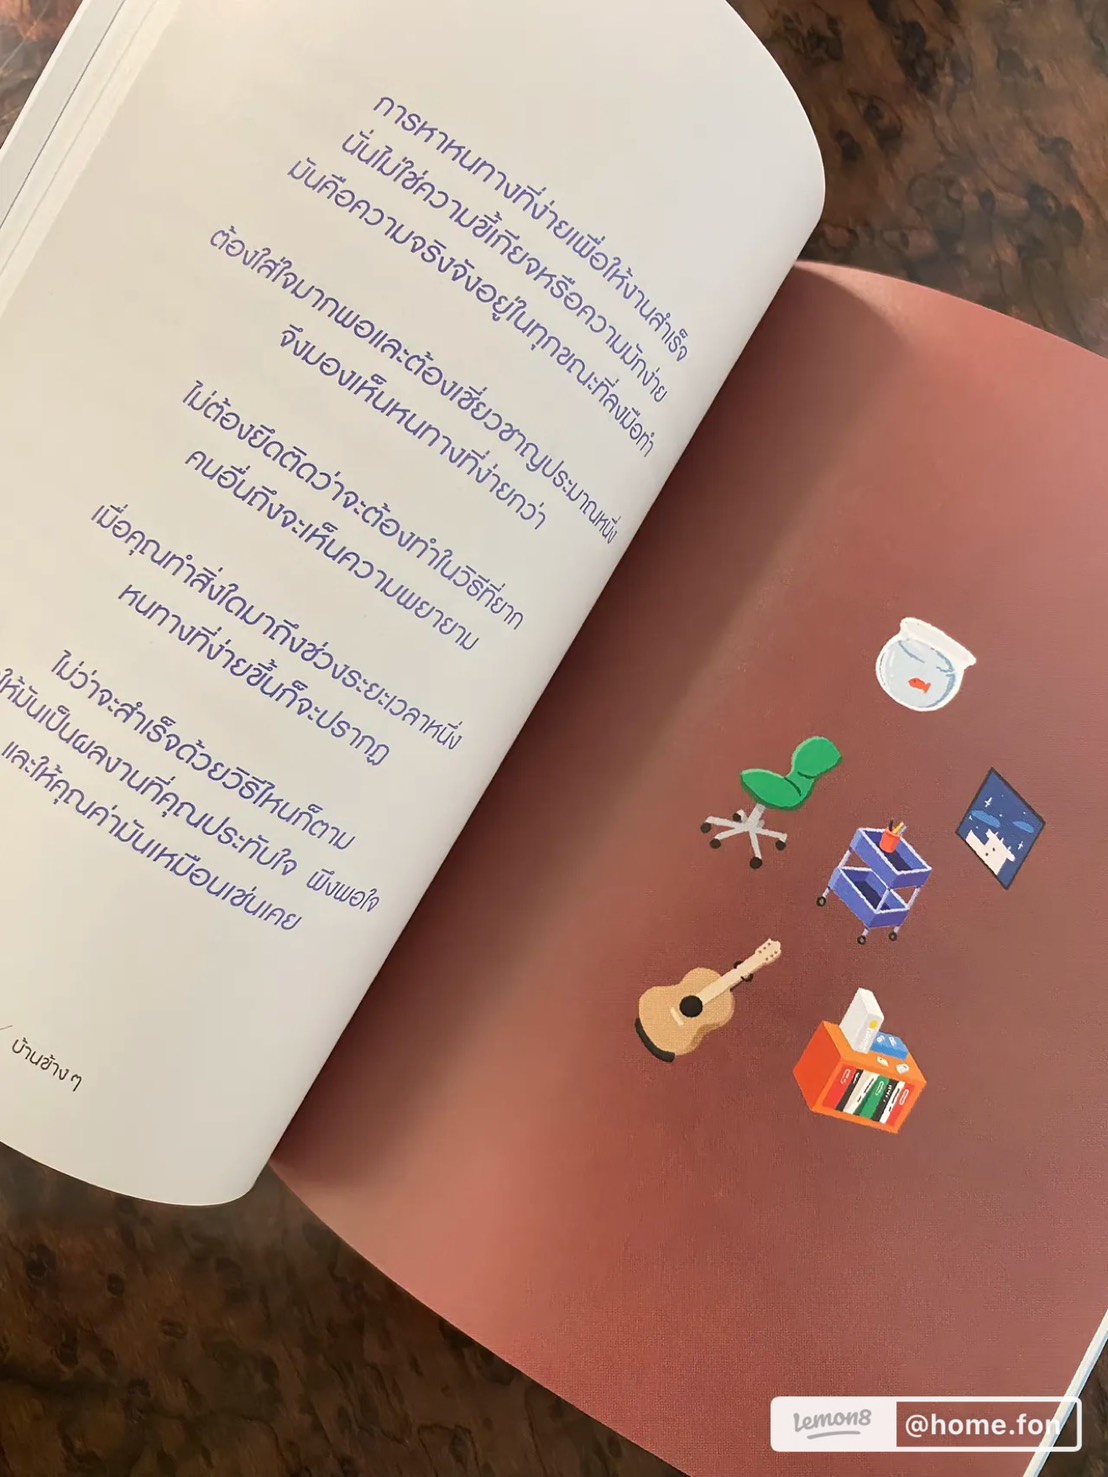 การหาหนทางที่ง่ายเพื่อให้งานสำเร็จ
นั่นไม่ใช่ความขี้เกียจหรือความมักง่าย
มันคือความจริงจังอยู่ในทุกขณะที่ลงมือทำ
ต้องใส่ใจมากพอและต้องเชี่ยวชาญประมาณหนึ่ง
จึงมองเห็นหนทางที่ง่ายกว่า
ไม่ต้องยึดติดว่าจะต้องทำในวิธีที่ยาก
คนอื่นถึงจะเห็นความพยายาม
เมื่อคุณทำสิ่งใดมาถึงช่วงระยะเวลาหนึ่ง
หนทางที่ง่ายขึ้นก็จะปรากฏ
ไม่ว่าจะสำเร็จด้วยวิธีไหนก็ตาม
ให้มันเป็นผลงานที่คุณประทับใจ พึงพอใจ
และให้คุณค่ามันเหมือนเช่นเคย
บ้านข้าง ๆ
lemon8 @home.fon